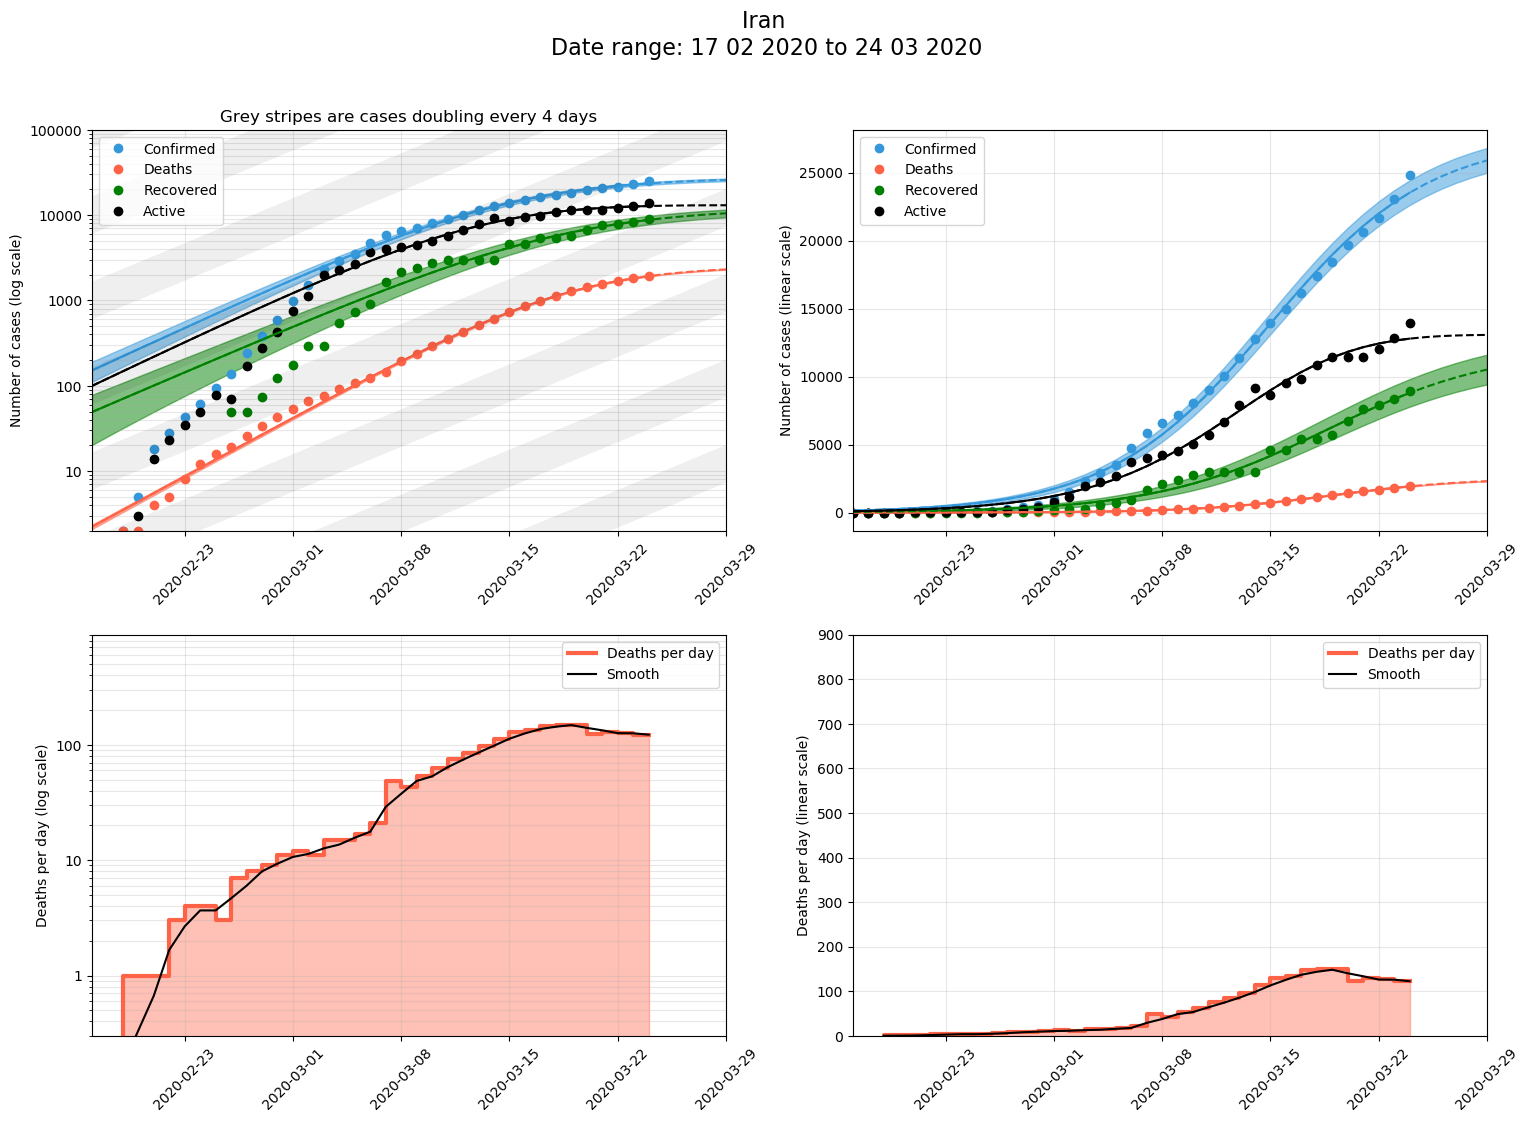 Iran
Date range: 17 02 2020 to 24 03 2020
Grey stripes are cases doubling every 4 days
Number of cases (log scale)
100000
10000
1000
100
10
Confirmed
Deaths
Recovered
Active
2020-02-23
2020-03-01
2020-03-08
2020-03-15
2020-03-22
2020-03-29
Number of cases (linear scale)
25000
20000
15000
10000
5000
0
Confirmed
Deaths
Recovered
Active
2020-02-23
2020-03-01
2020-03-08
2020-03-15
2020-03-22
2020-03-29
Deaths per day (log scale)
100
10
1
Deaths per day
Smooth
2020-02-23
2020-03-01
2020-03-08
2020-03-15
2020-03-22
2020-03-29
Deaths per day (linear scale)
900
800
700
600
500
400
300
200
100
0
Deaths per day
Smooth
2020-02-23
2020-03-01
2020-03-08
2020-03-15
2020-03-22
2020-03-29